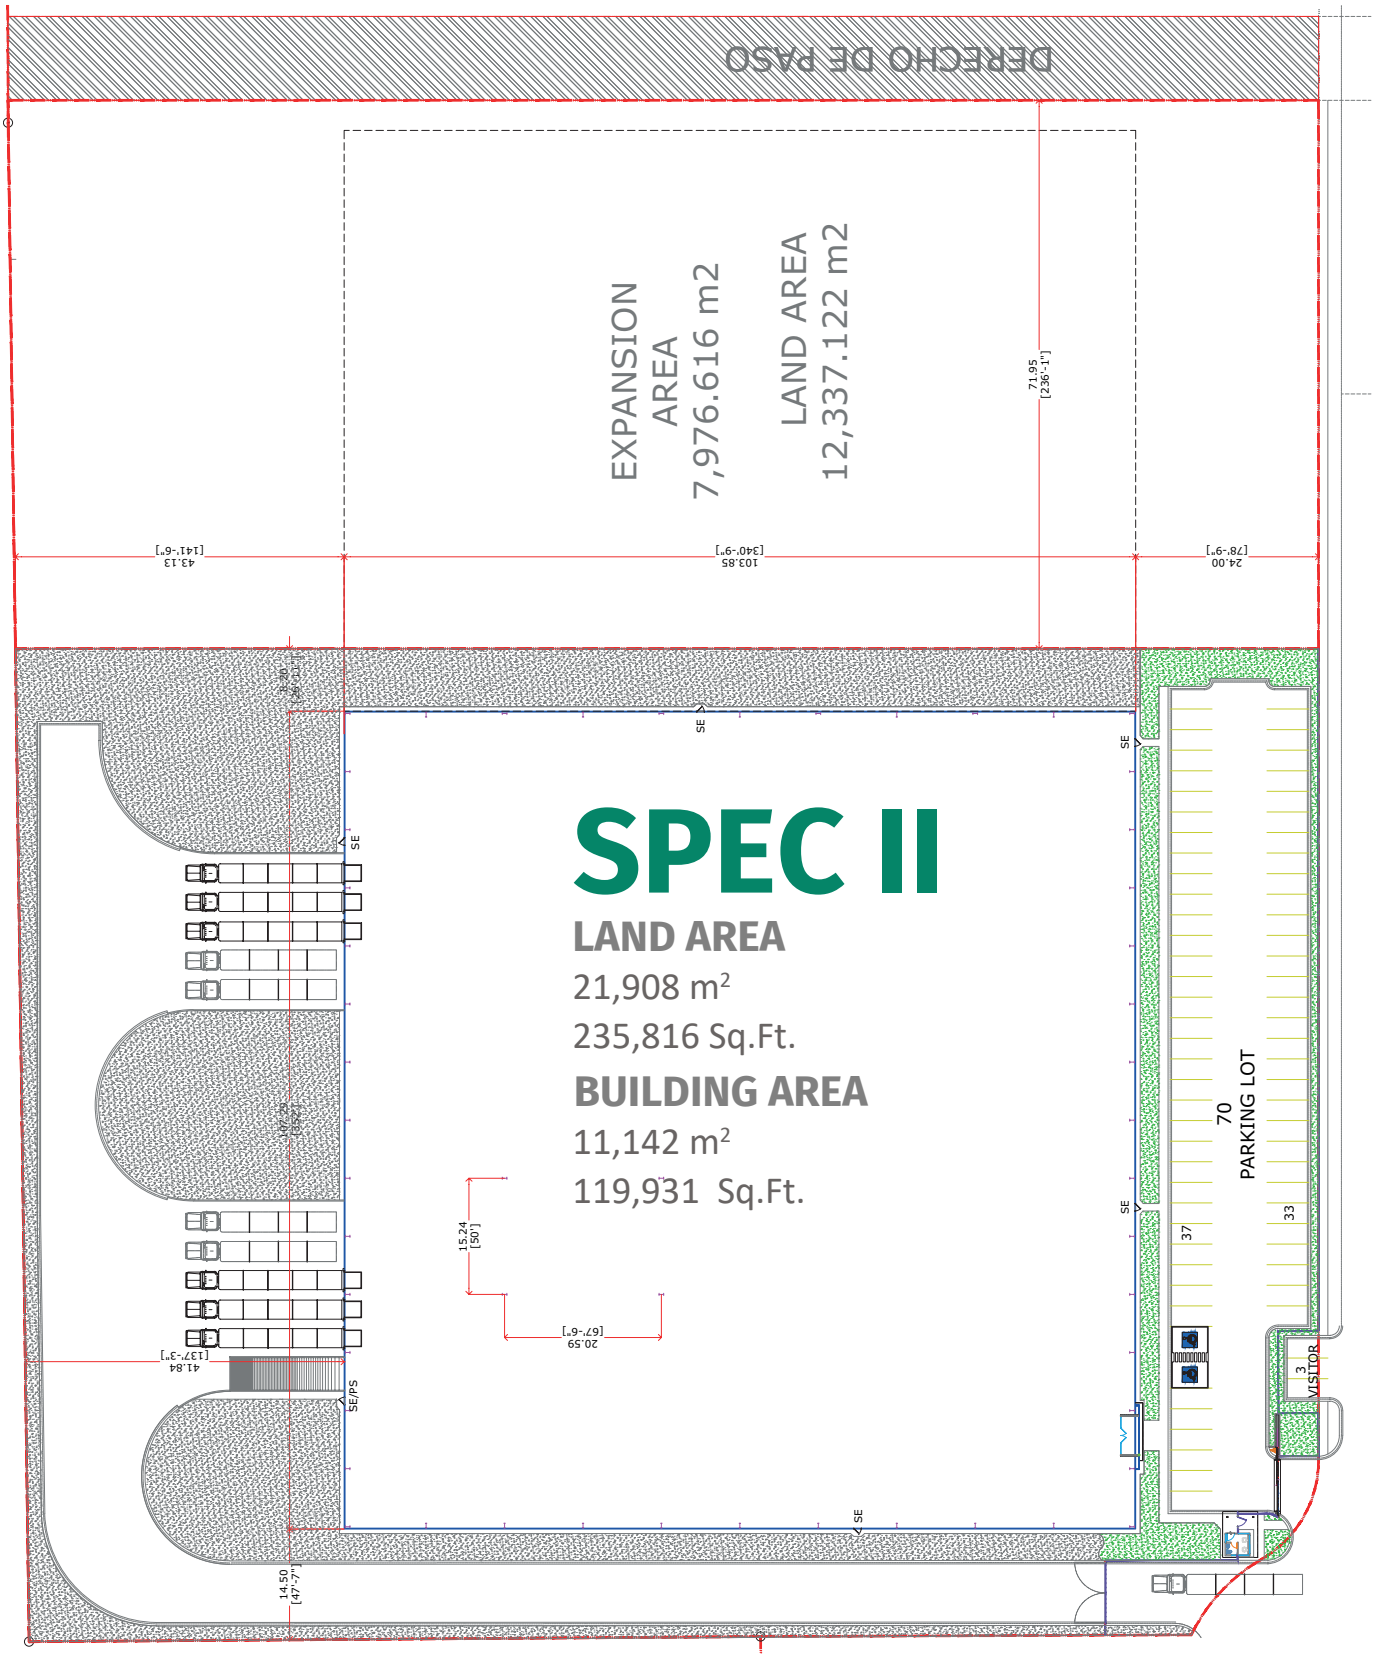 DERECHO DE PASO
EXPANSION
AREA
7,976.616 m2
LAND AREA
12,337.122 m2
71.95
[236'-1"]
43.13
[141'-6"]
103.85
[340'-9"]
24.00
[78'-9"]
SE
SE
SE
SPEC II
LAND AREA
21,908 m²
235,816 Sq.Ft.
BUILDING AREA
11,142 m²
119,931 Sq.Ft.
70
PARKING LOT
37
33
SE
15.24
[50']
20.59
[67'-6"]
41.84
[137'-3"]
SE/PS
3
VISITOR
SE
14.50
[47'-7"]